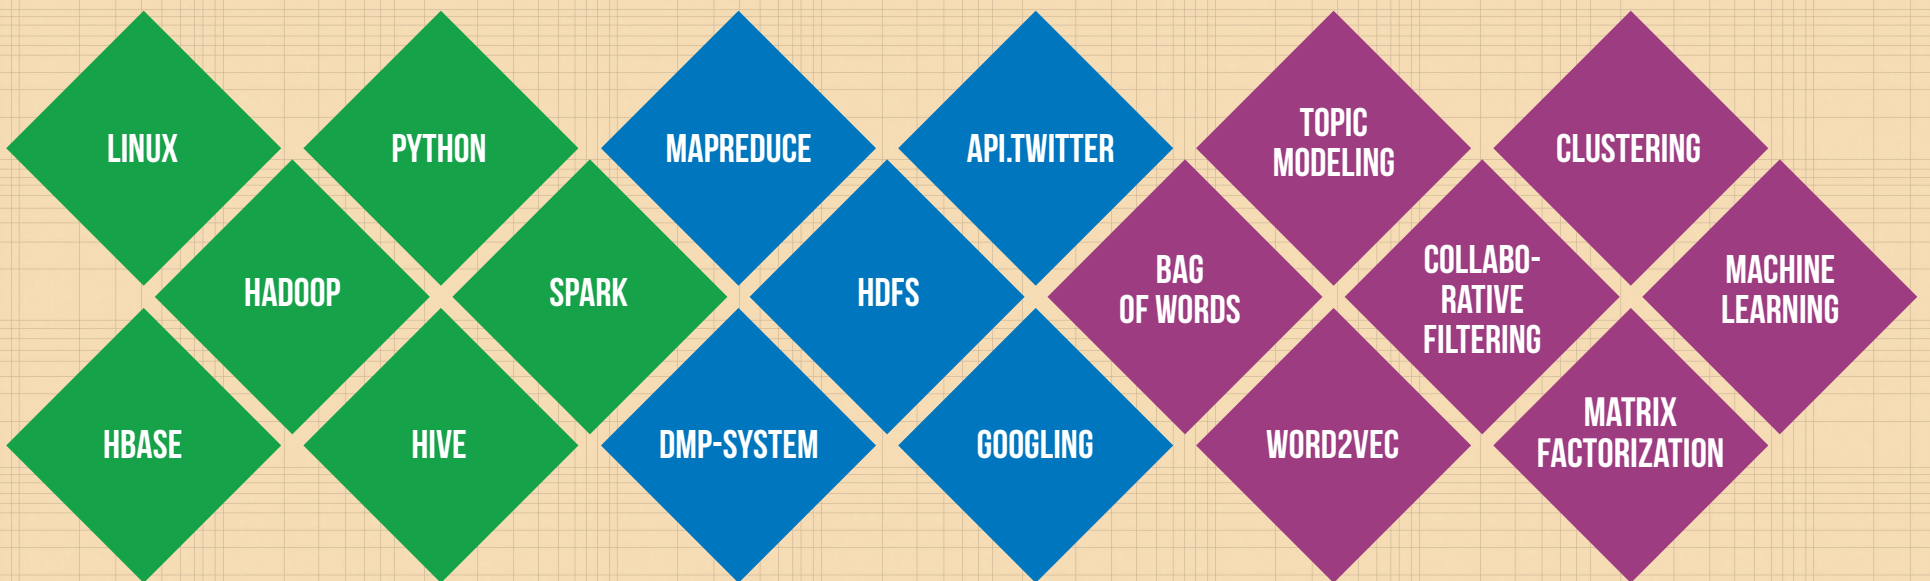 LINUX
PYTHON
MAPREDUCE
API.TWITTER
TOPIC
MODELING
CLUSTERING
HADOOP
SPARK
HDFS
BAG
OF WORDS
COLLABO-
RATIVE
FILTERING
MACHINE
LEARNING
HBASE
HIVE
DMP-SYSTEM
GOOGLING
WORD2VEC
MATRIX
FACTORIZATION